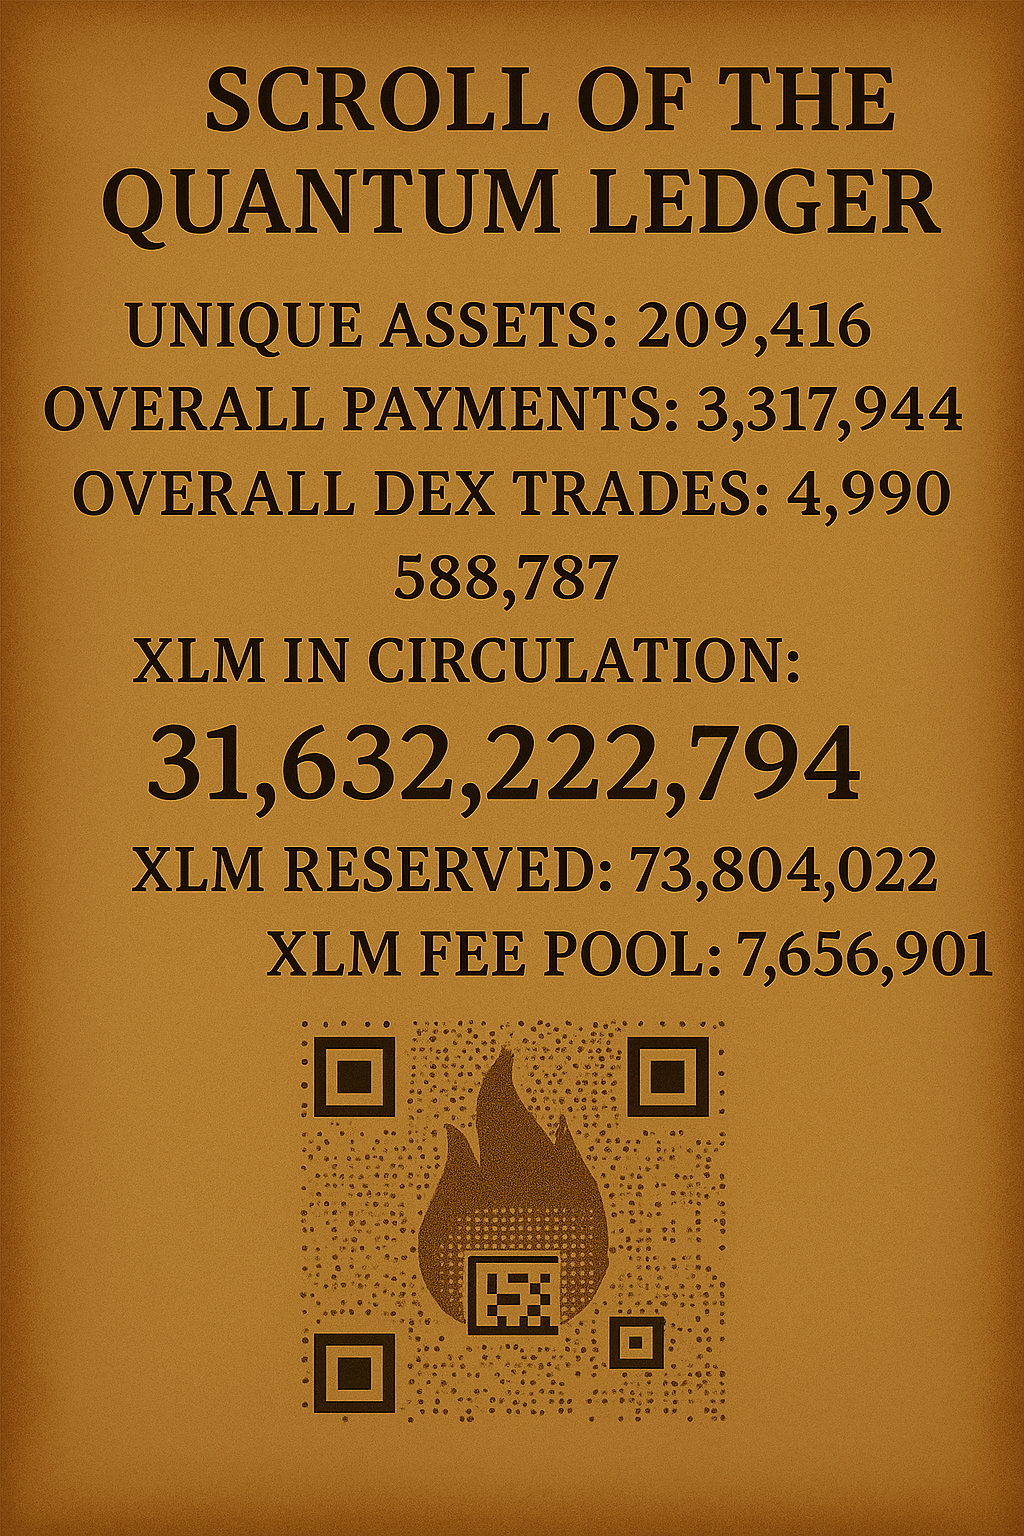 SCROLL OF THE
QUANTUM LEDGER
UNIQUE ASSETS: 209,416
OVERALL PAYMENTS: 3,317,944
OVERALL DEX TRADES: 4,990
588,787
XLM IN CIRCULATION:
31,632,222,794
XLM RESERVED: 73,804,022
XLM FEE POOL: 7,656,901